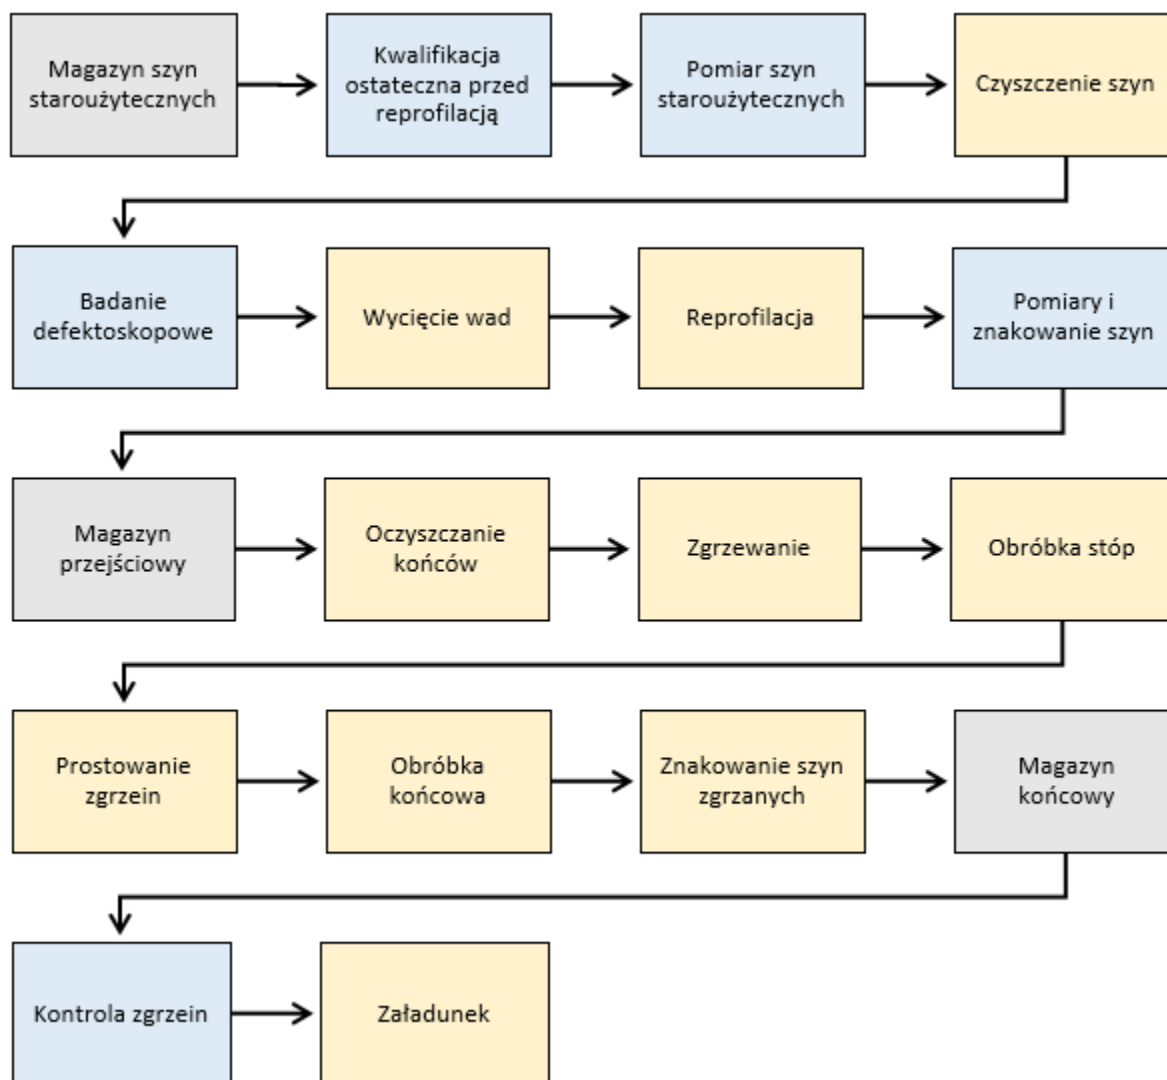 Magazyn szyn
staroużytecznych
Kwalifikacja
ostateczna przed
reprofilacją
Pomiar szyn
staroużytecznych
Czyszczenie szyn
Badanie
defektoskopowe
Wycięcie wad
Reprofilacja
Pomiary i
znakowanie szyn
Magazyn
przejściowy
Oczyszczanie
końców
Zgrzewanie
Obróbka stóp
Prostowanie
zgrzein
Obróbka
końcowa
Znakowanie szyn
zgrzanych
Magazyn
końcowy
Kontrola zgrzein
Załadunek